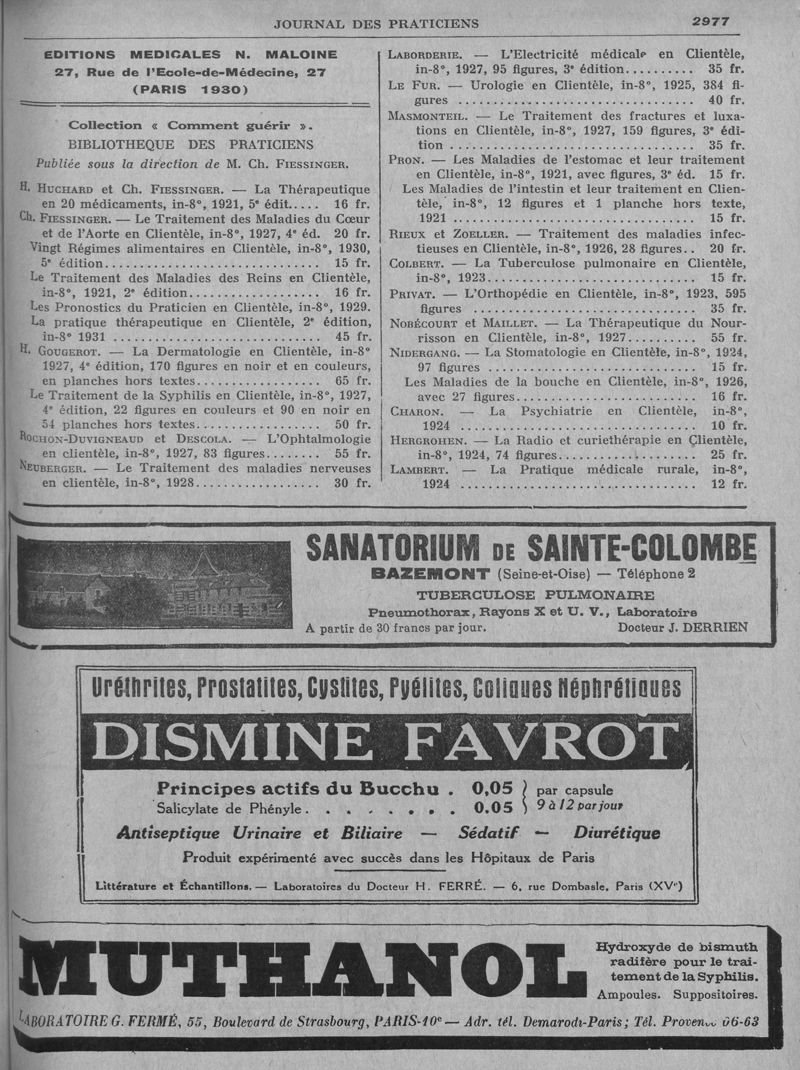 JOURNAL DES PRATICIENS
2977
EDITIONS MEDICALES N. MALOINE
27, Rue de l'Ecole-de-Médecine, 27
(PARIS 1930)
Collection « Comment guérir ».
BIBLIOTHEQUE DES PRATICIENS
Publiée sous la direction de M. Ch. FIESSINGER.
H. HUCHARD et Ch. FIESSINGER. — La Thérapeutique
en 20 médicaments, in-8°, 1921, 5e édit..... 16 fr.
Ch. FIESSINGER. — Le Traitement des Maladies du Cœur
et de l'Aorte en Clientèle, in-8°, 1927, 4e éd. 20 fr.
Vingt Régimes alimentaires en Clientèle, in-8°, 1930,
5e édition............................. 15 fr.
Le Traitement des Maladies des Reins en Clientèle,
in-8°, 1921, 2e édition.................. 16 fr.
Les Pronostics du Praticien en Clientèle, in-8°, 1929.
La pratique thérapeutique en Clientèle, 2e édition,
in-8° 1931 ............................. 45 fr.
H. GOUGEROT. — La Dermatologie en Clientèle, in-8°
1927, 4e édition, 170 figures en noir et en couleurs,
en planches hors textes................. 65 fr.
Le Traitement de la Syphilis en Clientèle, in-8°, 1927,
4e édition, 22 figures en couleurs et 90 en noir en
54 planches hors textes................. 50 fr.
ROCHON-DUVIGNEAUD et DESCOLA. — L'Ophtalmologie
en clientèle, in-8°, 1927, 83 figures........ 55 fr.
NEUBERGER. — Le Traitement des maladies nerveuses
en clientèle, in-8°, 1928................. 30 fr.
LABORDERIE. — L'Electricité médicale en Clientèle,
in-8°, 1927, 95 figures, 3e édition.......... 35 fr.
LE FUR. — Urologie en Clientèle, in-8°, 1925, 384 fi-
gures ................................ 40 fr.
MASMONTEIL. — Le Traitement des fractures et luxa-
tions en Clientèle, in-8°, 1927, 159 figures, 3e édi-
tion ................................. 35 fr.
PRON. — Les Maladies de l'estomac et leur traitement
en Clientèle, in-8°, 1921, avec figures, 3e éd. 15 fr.
Les Maladies de l'intestin et leur traitement en Clien-
tèle, in-8°, 12 figures et 1 planche hors texte,
1921 ................................. 15 fr.
RIEUX et ZOELLER. — Traitement des maladies infec-
tieuses en Clientèle, in-8°, 1926, 28 figures.. 20 fr.
COLBERT. — La Tuberculose pulmonaire en Clientèle,
in-8°, 1923............................ 15 fr.
PRIVAT. — L'Orthopédie en Clientèle, in-8°, 1923, 595
figures ............................... 35 fr.
NOBÉCOURT et MAILLET. — La Thérapeutique du Nour-
risson en Clientèle, in-8°, 1927.......... 55 fr.
NIDERGANG. — La Stomatologie en Clientèle, in-8°, 1924,
97 figures ............................ 15 fr.
Les Maladies de la bouche en Clientèle, in-8°, 1926,
avec 27 figures......................... 16 fr.
CHARON. — La Psychiatrie en Clientèle, in-8°,
1924 ................................. 10 fr.
HERGROHEN. — La Radio et curiethérapie en Clientèle,
in-8°, 1924, 74 figures................... 25 fr.
LAMBERT. — La Pratique médicale rurale, in-8°,
1924 ................................. 12 fr.
SANATORIUM DE SAINTE-COLOMBE
BAZEMONT (Seine-et-Oise) — Téléphone 2
TUBERCULOSE PULMONAIRE
Pneumothorax, Rayons X et U. V., Laboratoire
A partir de 30 francs par jour. Docteur J. DERRIEN
Uréthrites, Prostatites, Cystites, Pyélites, Coliques Néphrétiques
DISMINE FAVROT
Principes actifs du Bucchu . 0,05 } par capsule
Salicylate de Phényle . . . . . . . . 0.05 } 9 à 12 par jour
Antiseptique Urinaire et Biliaire — Sédatif — Diurétique
Produit expérimenté avec succès dans les Hôpitaux de Paris
Littérature et Échantillons. — Laboratoires du Docteur H. FERRÉ. — 6, rue Dombasle, Paris (XVe)
MUTHANOL
Hydroxyde de bismuth
radifère pour le trai-
tement de la Syphilis.
Ampoules. Suppositoires.
LABORATOIRE G. FERMÉ, 55, Boulevard de Strasbourg, PARIS-10e — Adr. tél. Demarodi-Paris; Tél. 06-63